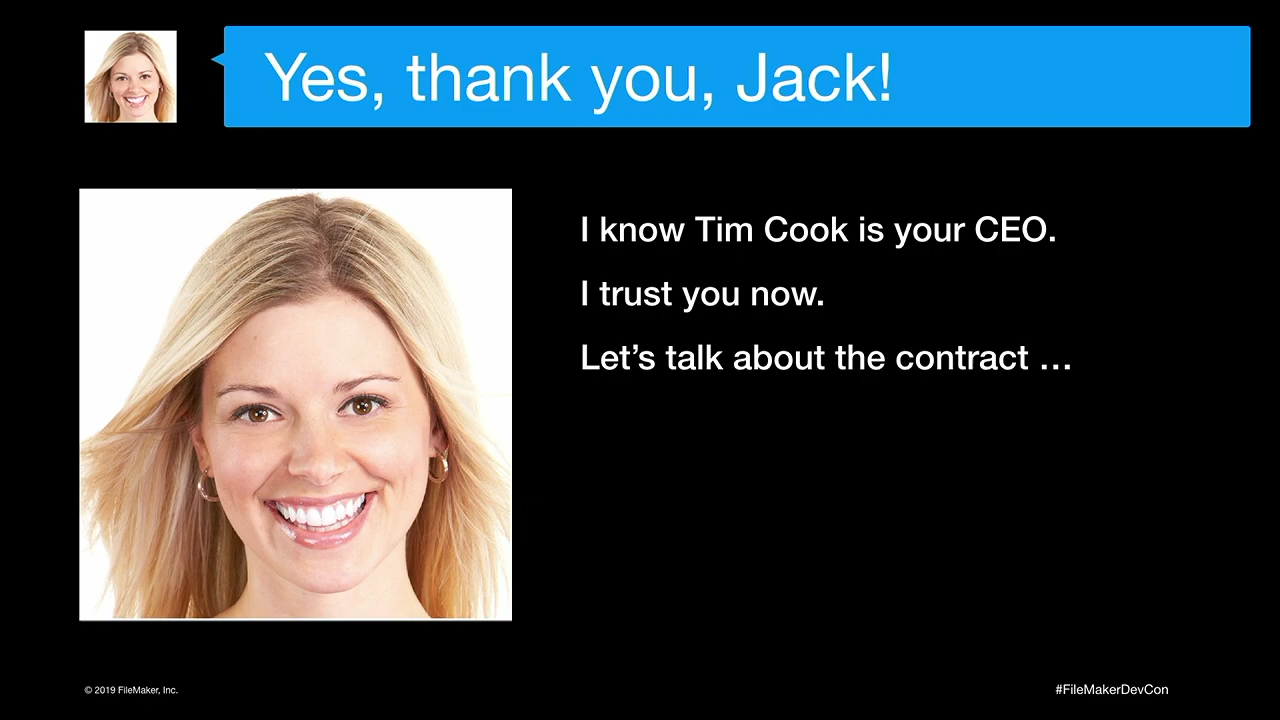 Yes, thank you, Jack!
I know Tim Cook is your CEO.
I trust you now.
Let’s talk about the contract …
© 2019 FileMaker, Inc.
#FileMakerDevCon